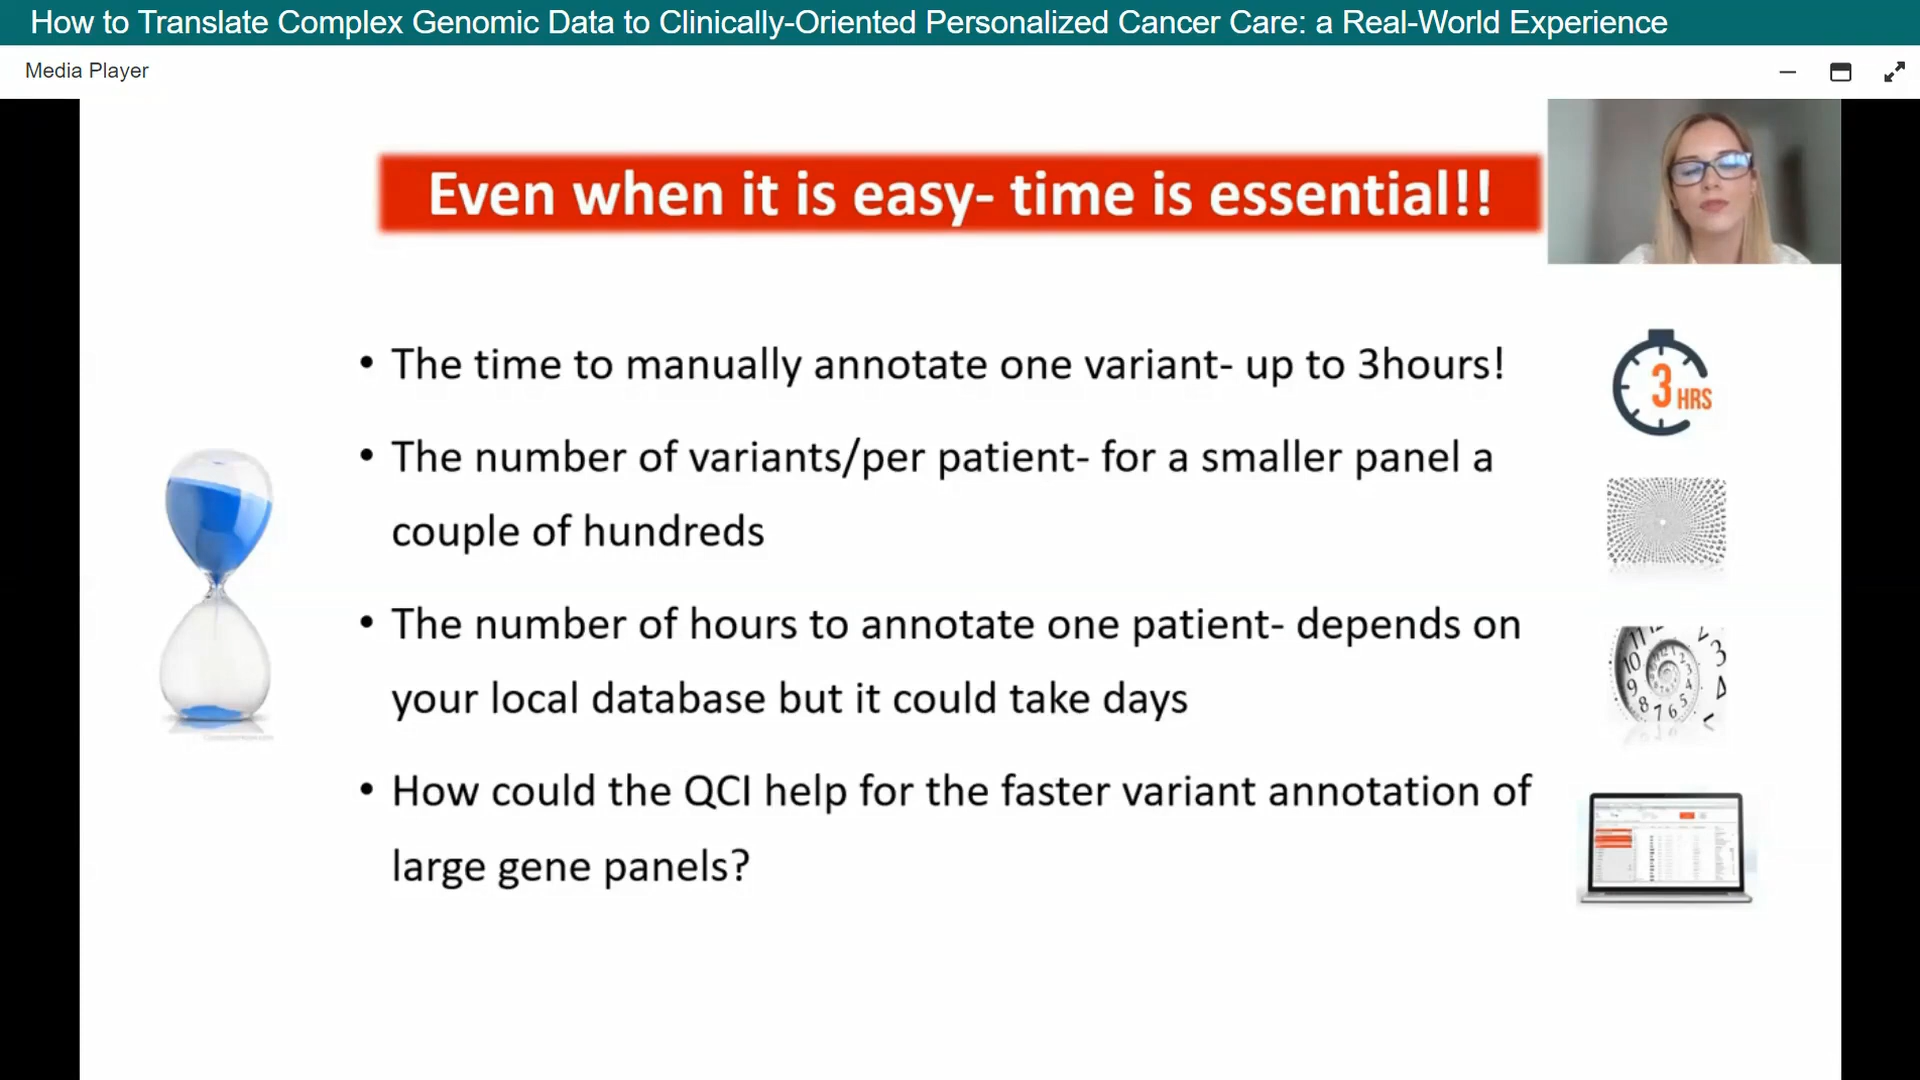 How to Translate Complex Genomic Data to Clinically-Oriented Personalized Cancer Care: a Real-World Experience
Media Player
Even when it is easy- time is essential!!
• The time to manually annotate one variant- up to 3hours!
3 HRS
• The number of variants/per patient- for a smaller panel a
couple of hundreds
• The number of hours to annotate one patient- depends on
your local database but it could take days
• How could the QCI help for the faster variant annotation of
large gene panels?